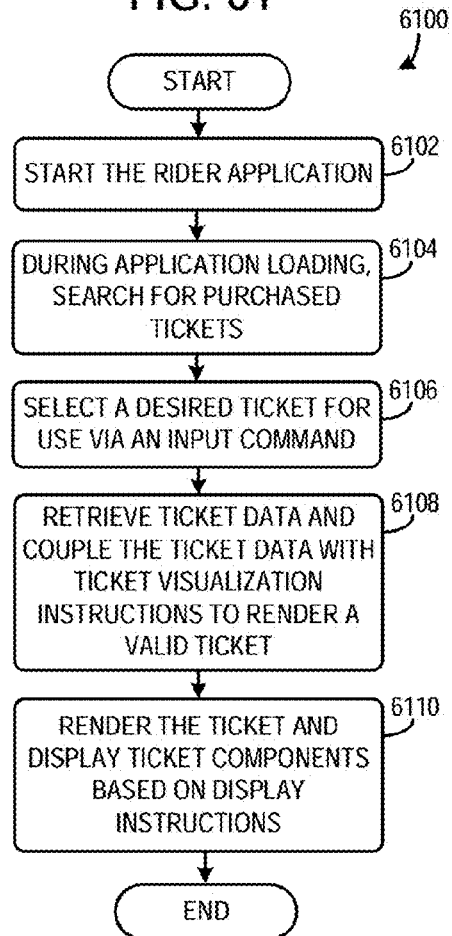 6100
START
6102
START THE RIDER APPLICATION
6104
DURING APPLICATION LOADING,
SEARCH FOR PURCHASED
TICKETS
6106
SELECT A DESIRED TICKET FOR
USE VIA AN INPUT COMMAND
6108
RETRIEVE TICKET DATA AND
COUPLE THE TICKET DATA WITH
TICKET VISUALIZATION
INSTRUCTIONS TO RENDER A
VALID TICKET
6110
RENDER THE TICKET AND
DISPLAY TICKET COMPONENTS
BASED ON DISPLAY
INSTRUCTIONS
END